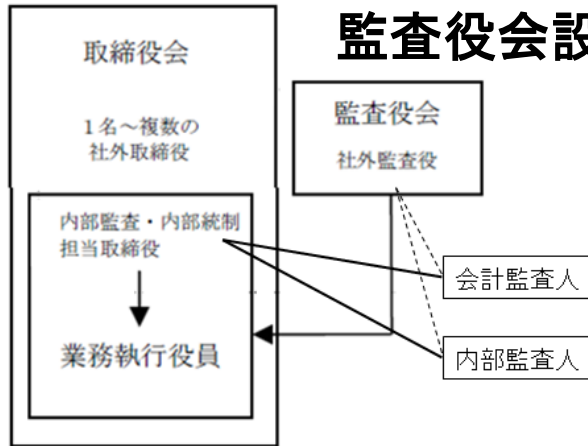 監査役会設
取締役会
1名~複数の
社外取締役
監査役会
社外監査役
内部監査・内部統制
担当取締役
業務執行役員
会計監査人
内部監査人